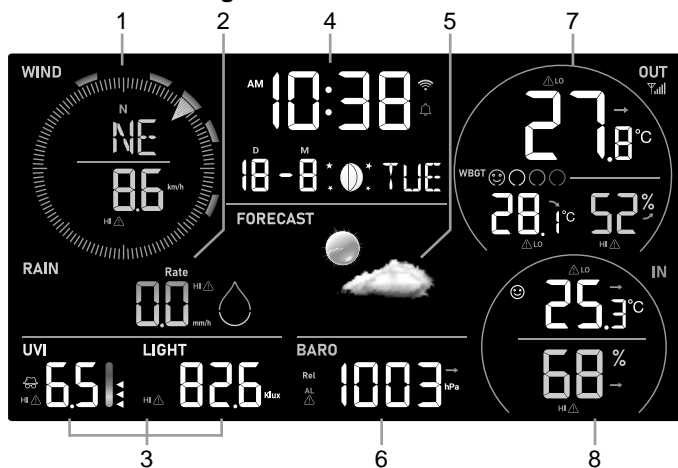 1 2 4 5 7
WIND
N
NE
8.6 km/h
HI
AM 10:38
D M
18-8 TUE
FORECAST
OUT
LO
27.8°C
WBGT
28.1°C 52%
LO HI
RAIN
Rate
0.0 mm/h
HI
IN
LO
25.3°C
68%
HI
UVI LIGHT BARO
HI 6.5 HI 82.6 Klux
Rel
AL
1003 hPa
3 6 8